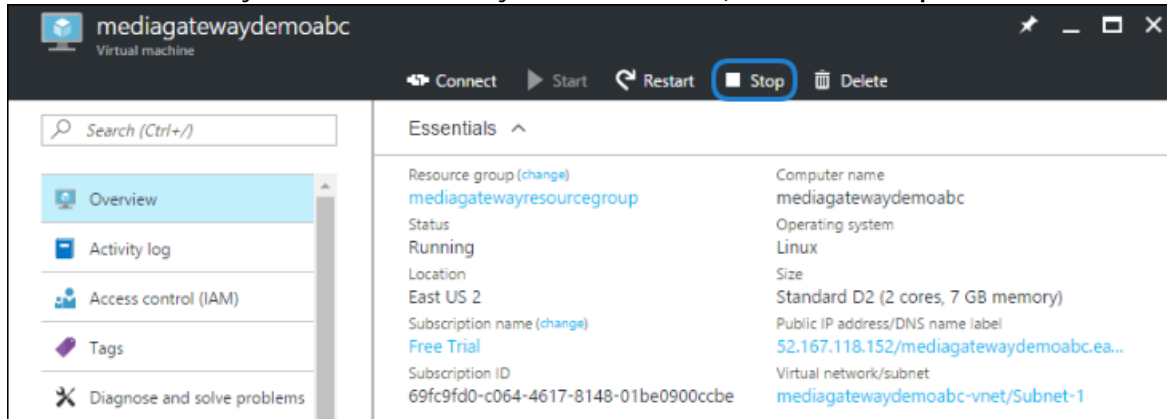 mediagatewaydemoabc
Virtual machine
Connect Start Restart Stop Delete
Search (Ctrl+/)
Overview
Activity log
Access control (IAM)
Tags
Diagnose and solve problems
Essentials
Resource group (change)
mediagatewayresourcegroup
Status
Running
Location
East US 2
Subscription name (change)
Free Trial
Subscription ID
69fc9fd0-c064-4617-8148-01be0900ccbe
Computer name
mediagatewaydemoabc
Operating system
Linux
Size
Standard D2 (2 cores, 7 GB memory)
Public IP address/DNS name label
52.167.118.152/mediagatewaydemoabc.ea...
Virtual network/subnet
mediagatewaydemoabc-vnet/Subnet-1